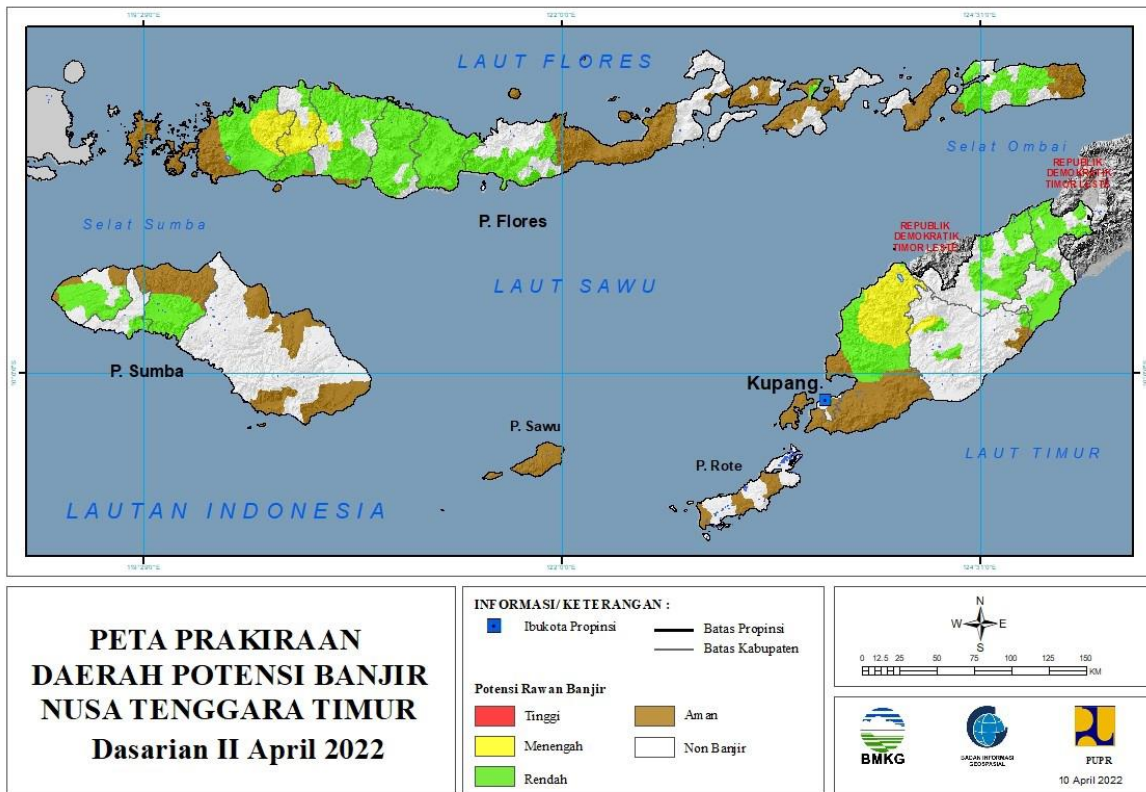 LAUT FLORES
Selat Ombai
REPUBLIK
DEMOKRATIK
TIMOR LESTE
P. Flores
Selat Sumba
REPUBLIK
DEMOKRATIK
TIMOR LESTE
LAUT SAWU
P. Sumba
Kupang.
P. Sawu
P. Rote
LAUT TIMUR
LAUTAN INDONESIA
PETA PRAKIRAAN
DAERAH POTENSI BANJIR
NUSA TENGGARA TIMUR
Dasarian II April 2022
INFORMASI/ KETERANGAN :
Ibukota Propinsi
Batas Propinsi
Batas Kabupaten
Potensi Rawan Banjir
Tinggi
Aman
Menengah
Non Banjir
Rendah
N
W E
S
0 12.5 25 50 75 100 125 150
KM
BMKG
BADAN INFORMASI
GEOSPASIAL
PUPR
10 April 2022